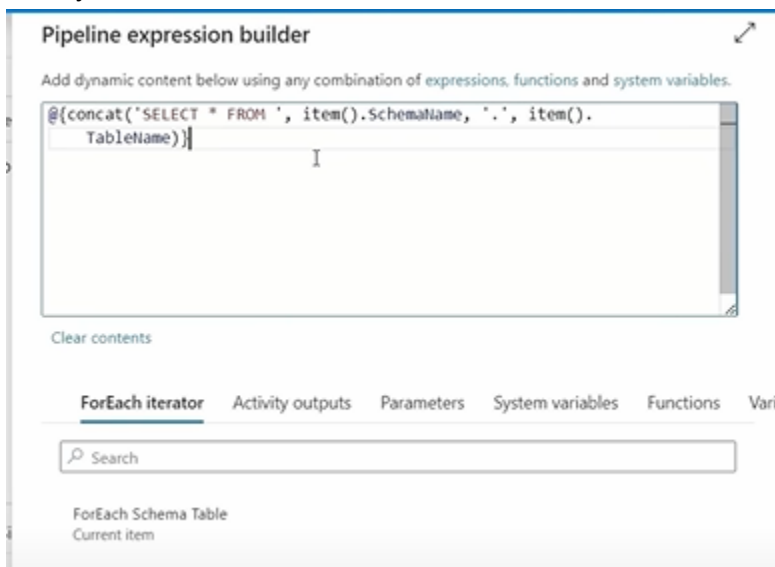 Pipeline expression builder
Add dynamic content below using any combination of expressions, functions and system variables.
@{concat('SELECT * FROM ', item().SchemaName, '.', item().
TableName)}
Clear contents
ForEach iterator Activity outputs Parameters System variables Functions Vari
Search
ForEach Schema Table
Current item